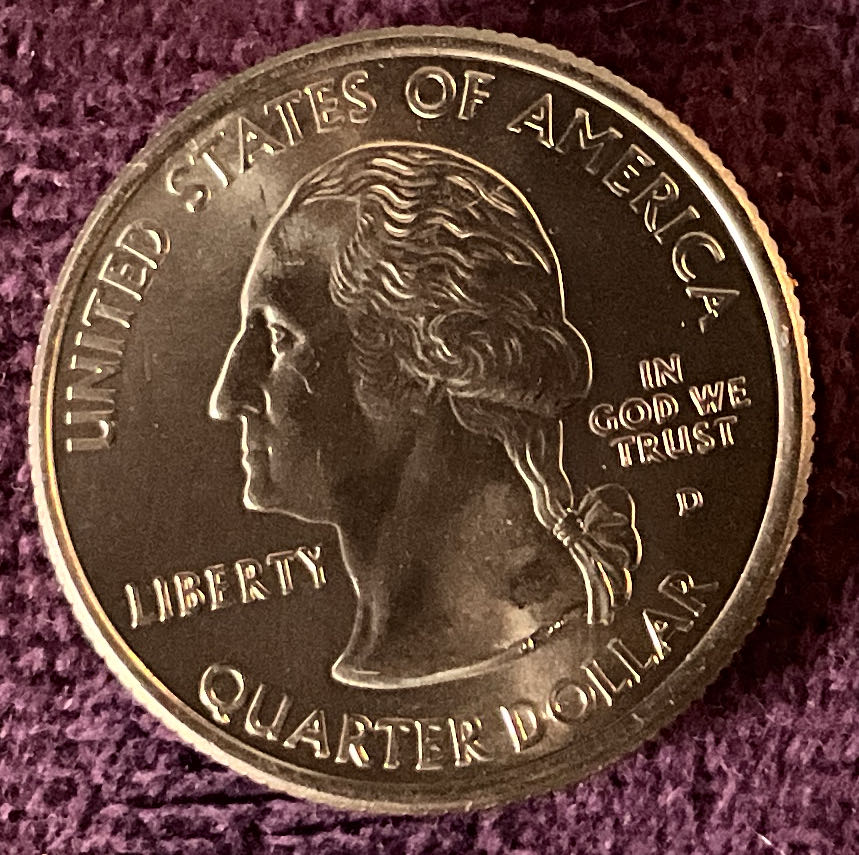 UNITED STATES OF AMERICA
IN
GOD WE
TRUST
D
LIBERTY
QUARTER DOLLAR